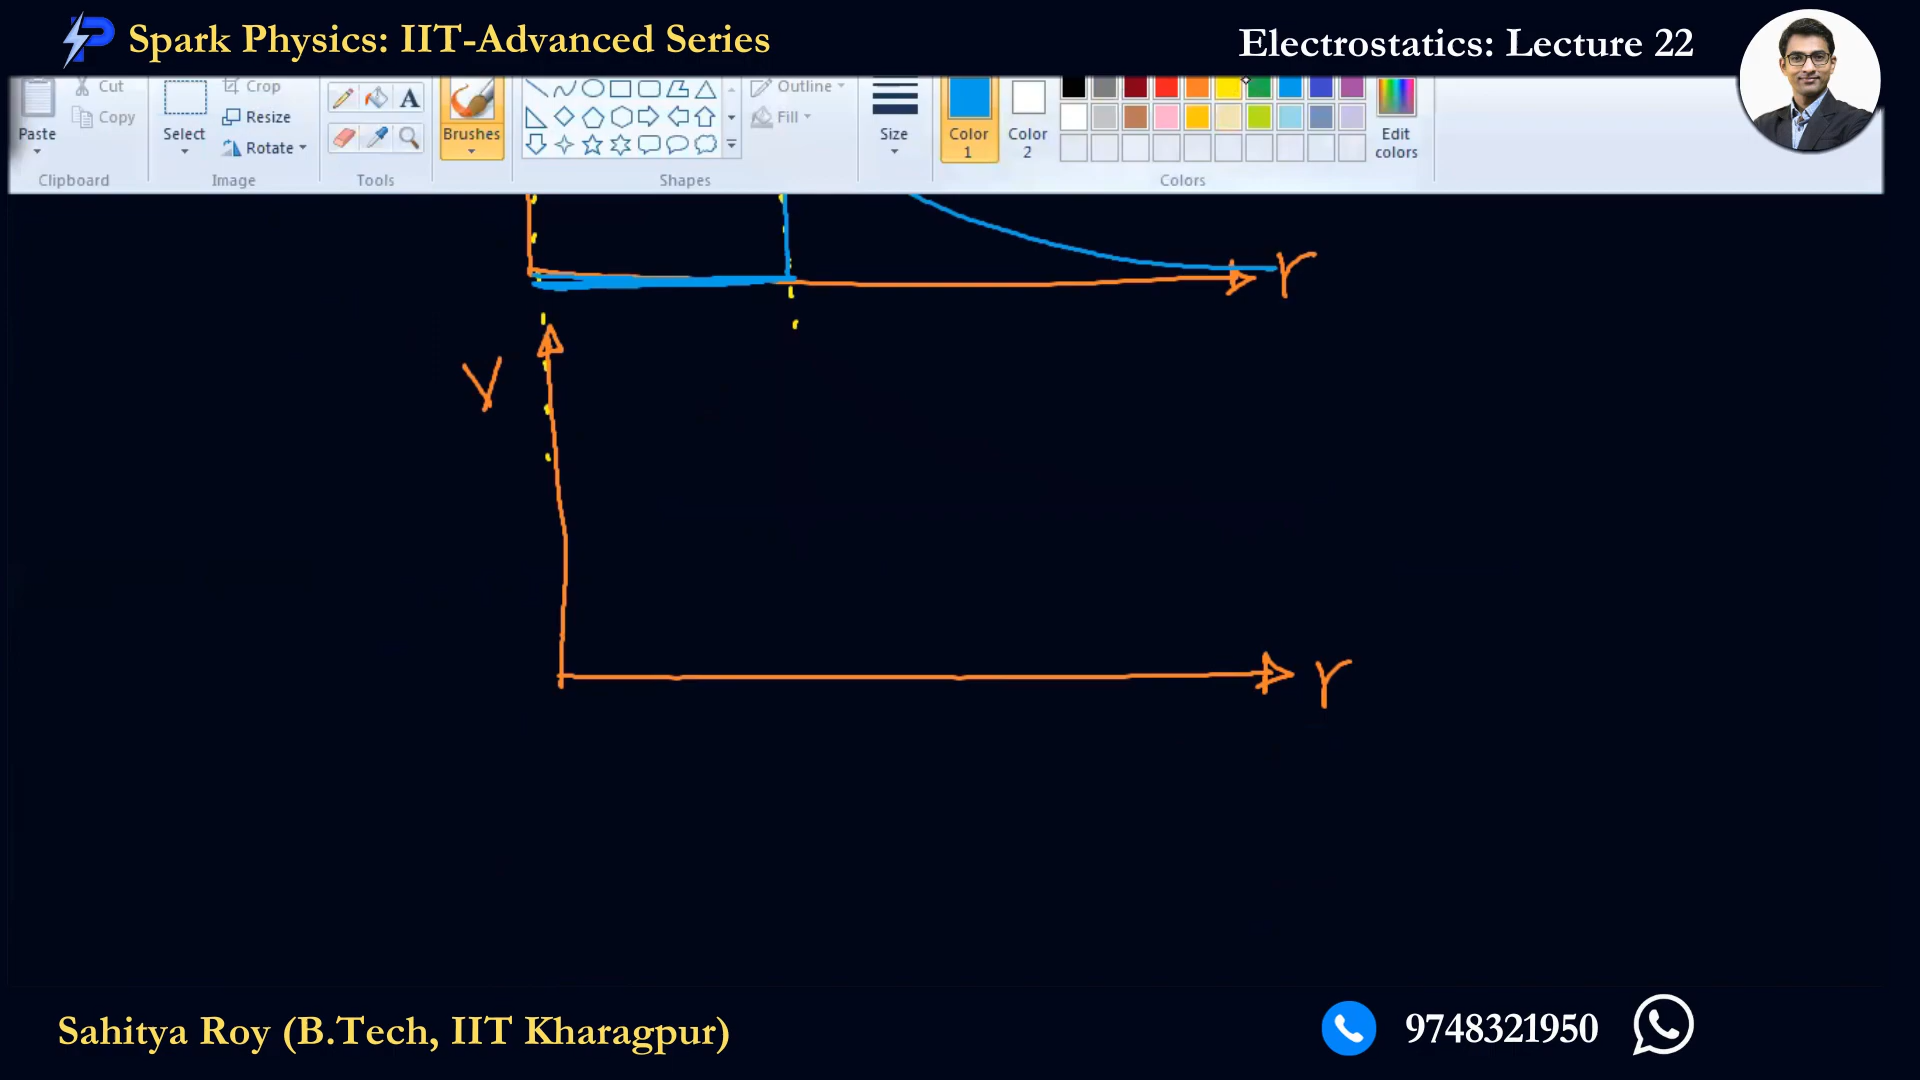 Spark Physics: IIT-Advanced Series
Electrostatics: Lecture 22
Cut
Crop
Outline
Copy
Resize
Fill
Paste
Select
Rotate
Brushes
Size
Color
1
Color
2
Edit
colors
Clipboard
Image
Tools
Shapes
Colors
r
V
r
Sahitya Roy (B.Tech, IIT Kharagpur)
9748321950